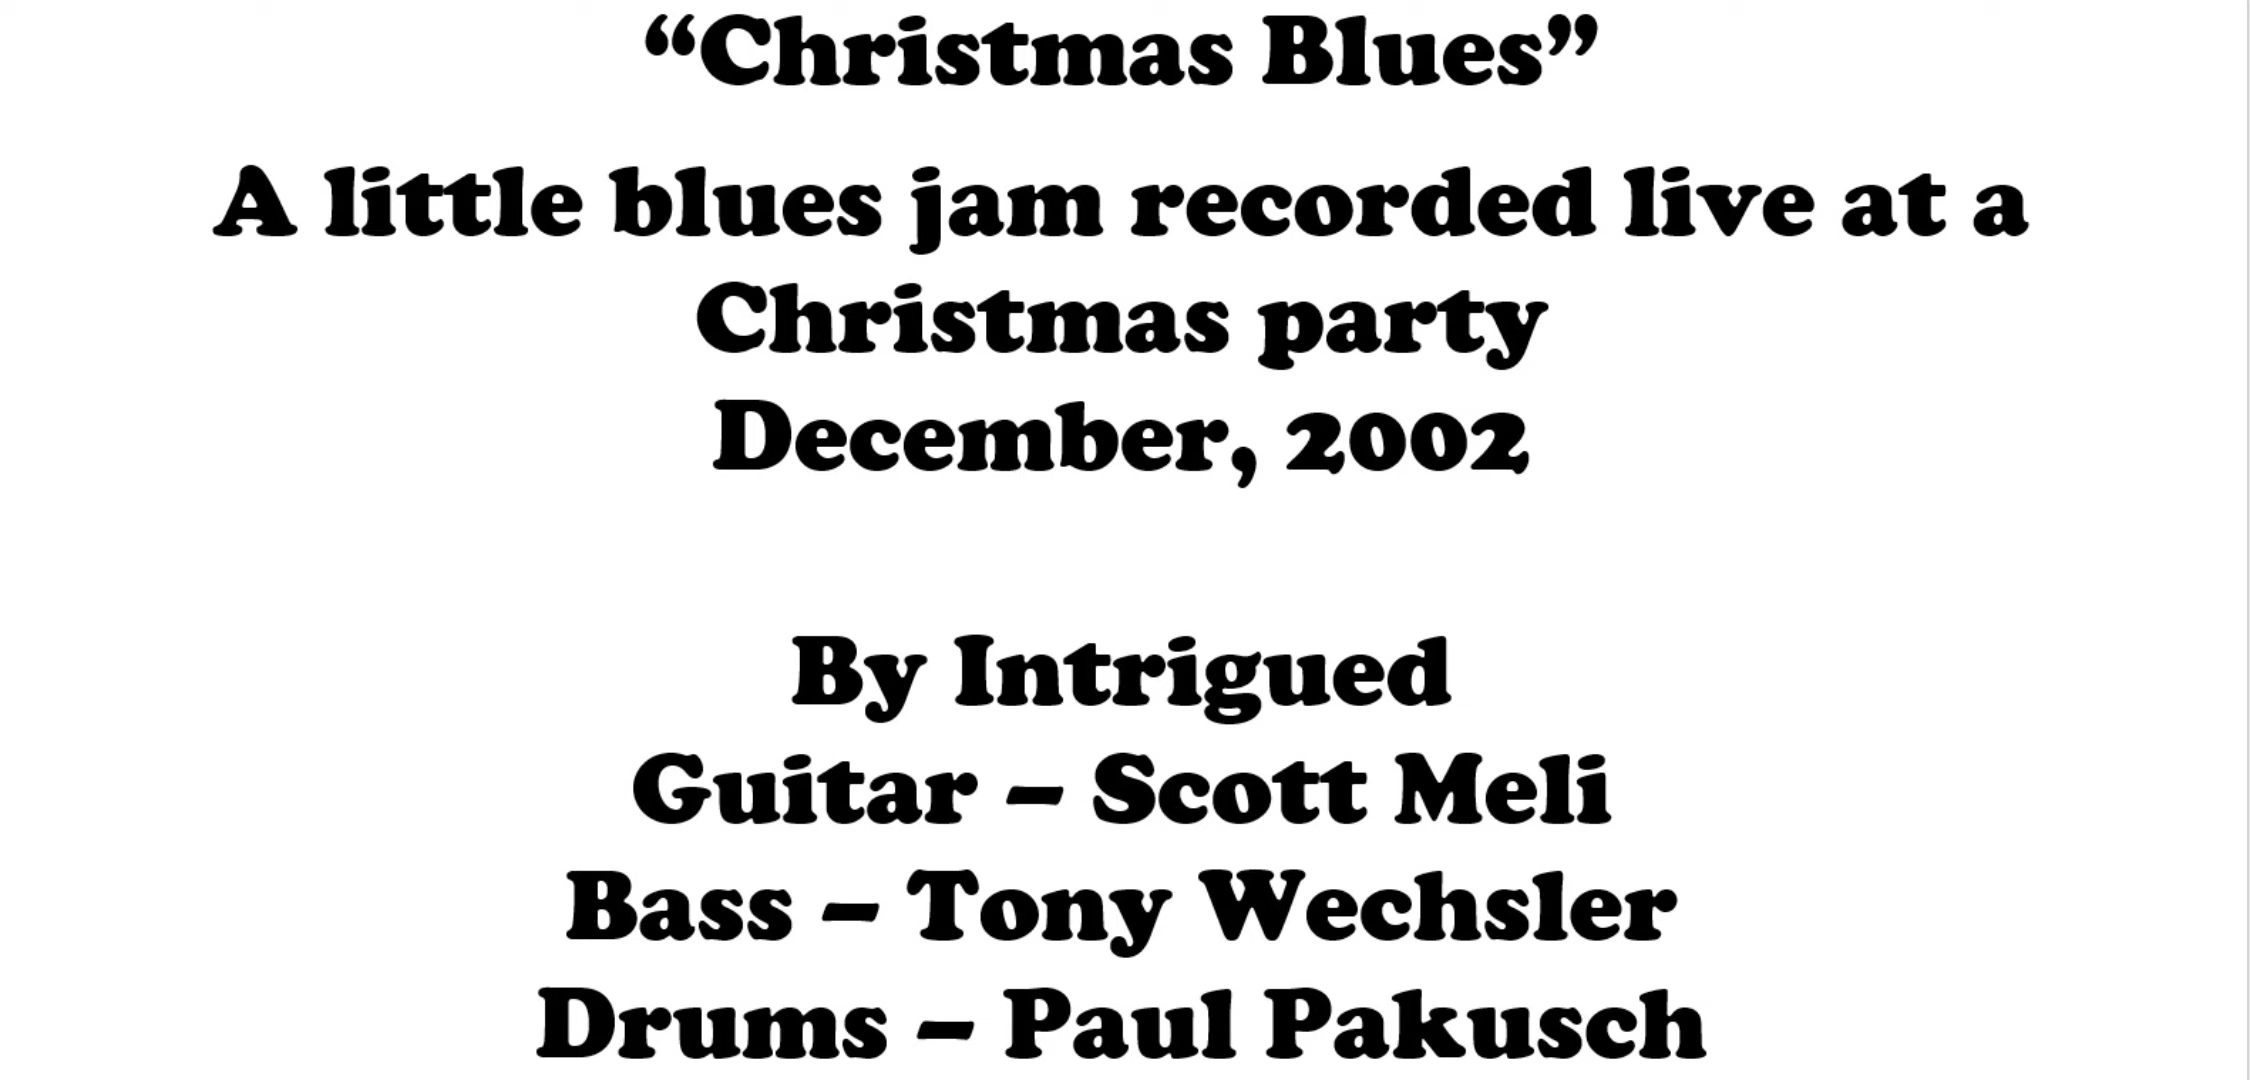 “Christmas Blues”
A little blues jam recorded live at a
Christmas party
December, 2002
By Intrigued
Guitar – Scott Meli
Bass – Tony Wechsler
Drums – Paul Pakusch